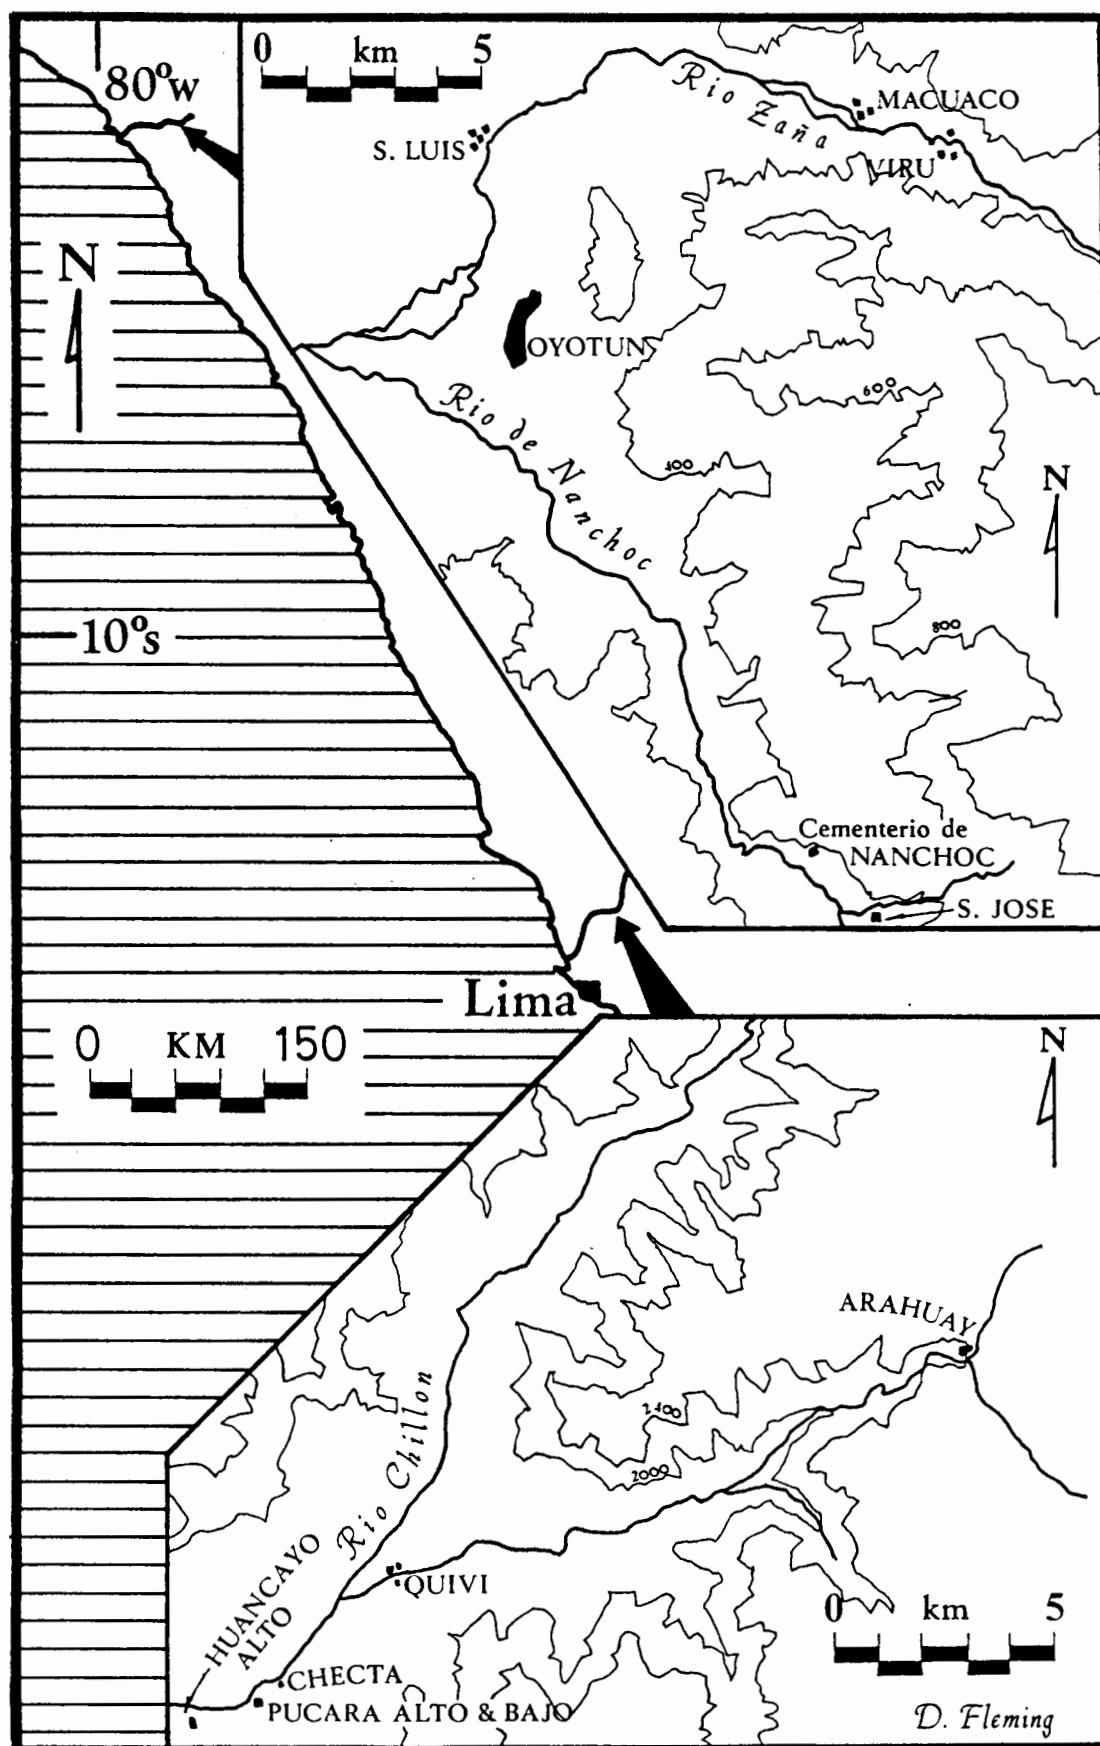 0 km 5
80°W
Rio Zaña
MACUACO
S. LUIS
VIRU
N
OYOTUN
Rio de Nanchoc
600
400
N
10°S
800
Cementerio de
NANCHOC
S. JOSE
Lima
0 KM 150
N
ARAHUAY
2400
2000
Rio Chillon
HUANCAYO
ALTO
QUIVI
0 km 5
CHECTA
PUCARA ALTO & BAJO
D. Fleming